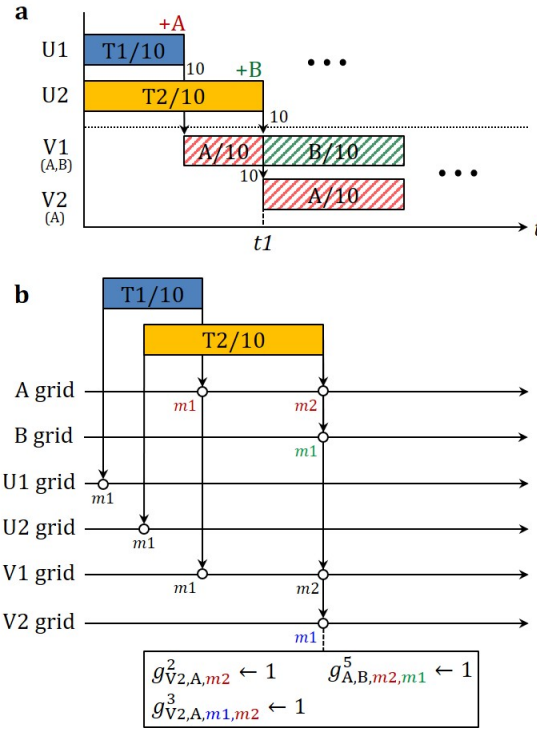 a
+A
U1 T1/10
10
+B
...
U2 T2/10
10
V1 A/10 B/10
(A,B)
10
V2 A/10
(A)
...
t1
t
b
T1/10
T2/10
A grid
m1 m2
B grid
m1
U1 grid
m1
U2 grid
m1
V1 grid
m1 m2
V2 grid
m1
g²V2,A,m2 ← 1 g⁵A,B,m2,m1 ← 1
g³V2,A,m1,m2 ← 1